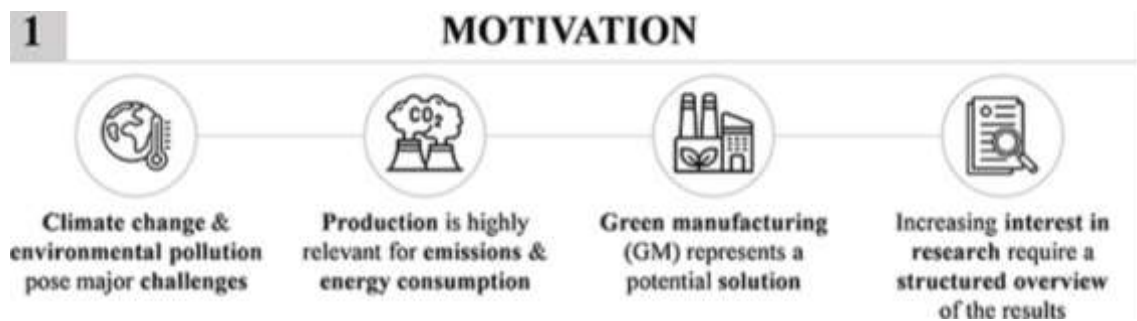 1
MOTIVATION
CO2
Climate change &
environmental pollution
pose major challenges
Production is highly
relevant for emissions &
energy consumption
Green manufacturing
(GM) represents a
potential solution
Increasing interest in
research require a
structured overview
of the results